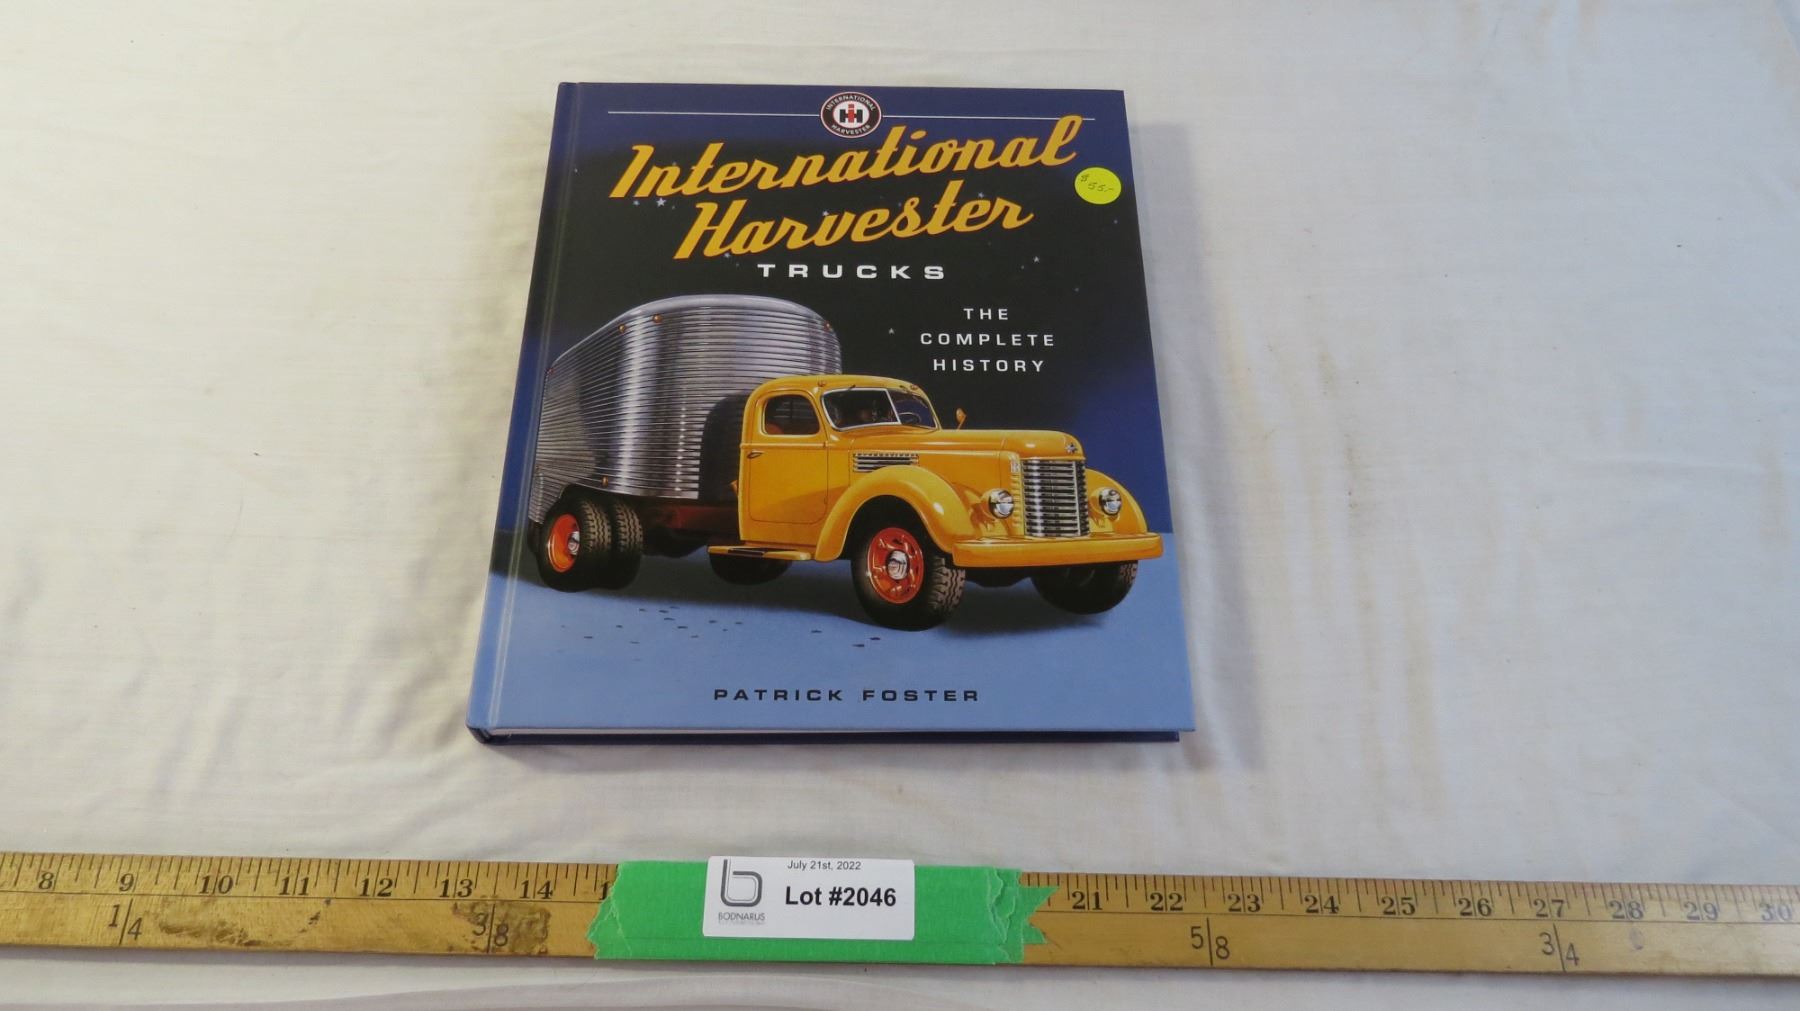 INTERNATIONAL
IH
HARVESTER
International
Harvester
TRUCKS
$55.-
THE
COMPLETE
HISTORY
PATRICK FOSTER
8 9 10 11 12 13 14 1 21 22 23 24 25 26 27 28 29 30
1/4 3/8 5/8 3/4
July 21st, 2022
b
Lot #2046
BODNARUS